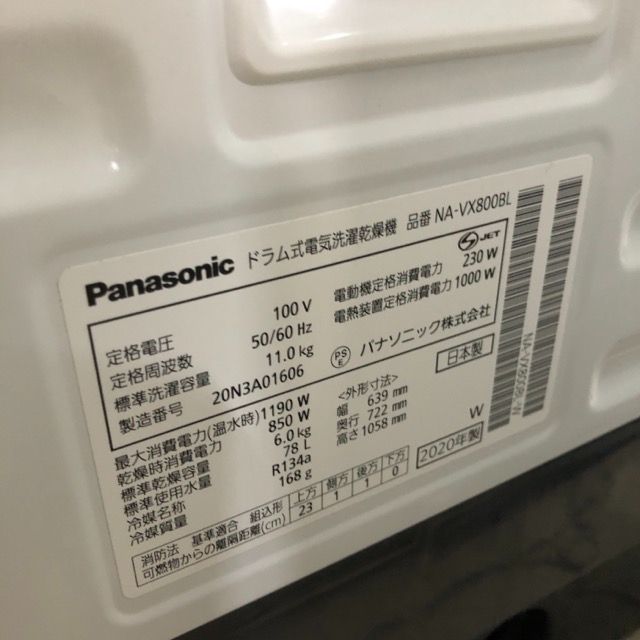 Panasonic ドラム式電気洗濯乾燥機 品番 NA-VX800BL
S JET
定格電圧 100 V 電動機定格消費電力 230 W
定格周波数 50/60 Hz 電熱装置定格消費電力 1000 W
標準洗濯容量 11.0 kg PSE パナソニック株式会社
製造番号 20N3A01606 日本製
最大消費電力(温水時) 1190 W <外形寸法>
乾燥時消費電力 850 W 幅 639 mm
標準乾燥容量 6.0 kg 奥行 722 mm
標準使用水量 78 L 高さ 1058 mm
冷媒名称 R134a W
冷媒質量 168 g 2020年製
消防法 基準適合 組込形 上方 側方 後方 下方
可燃物からの離隔距離(cm) 23 1 1 0